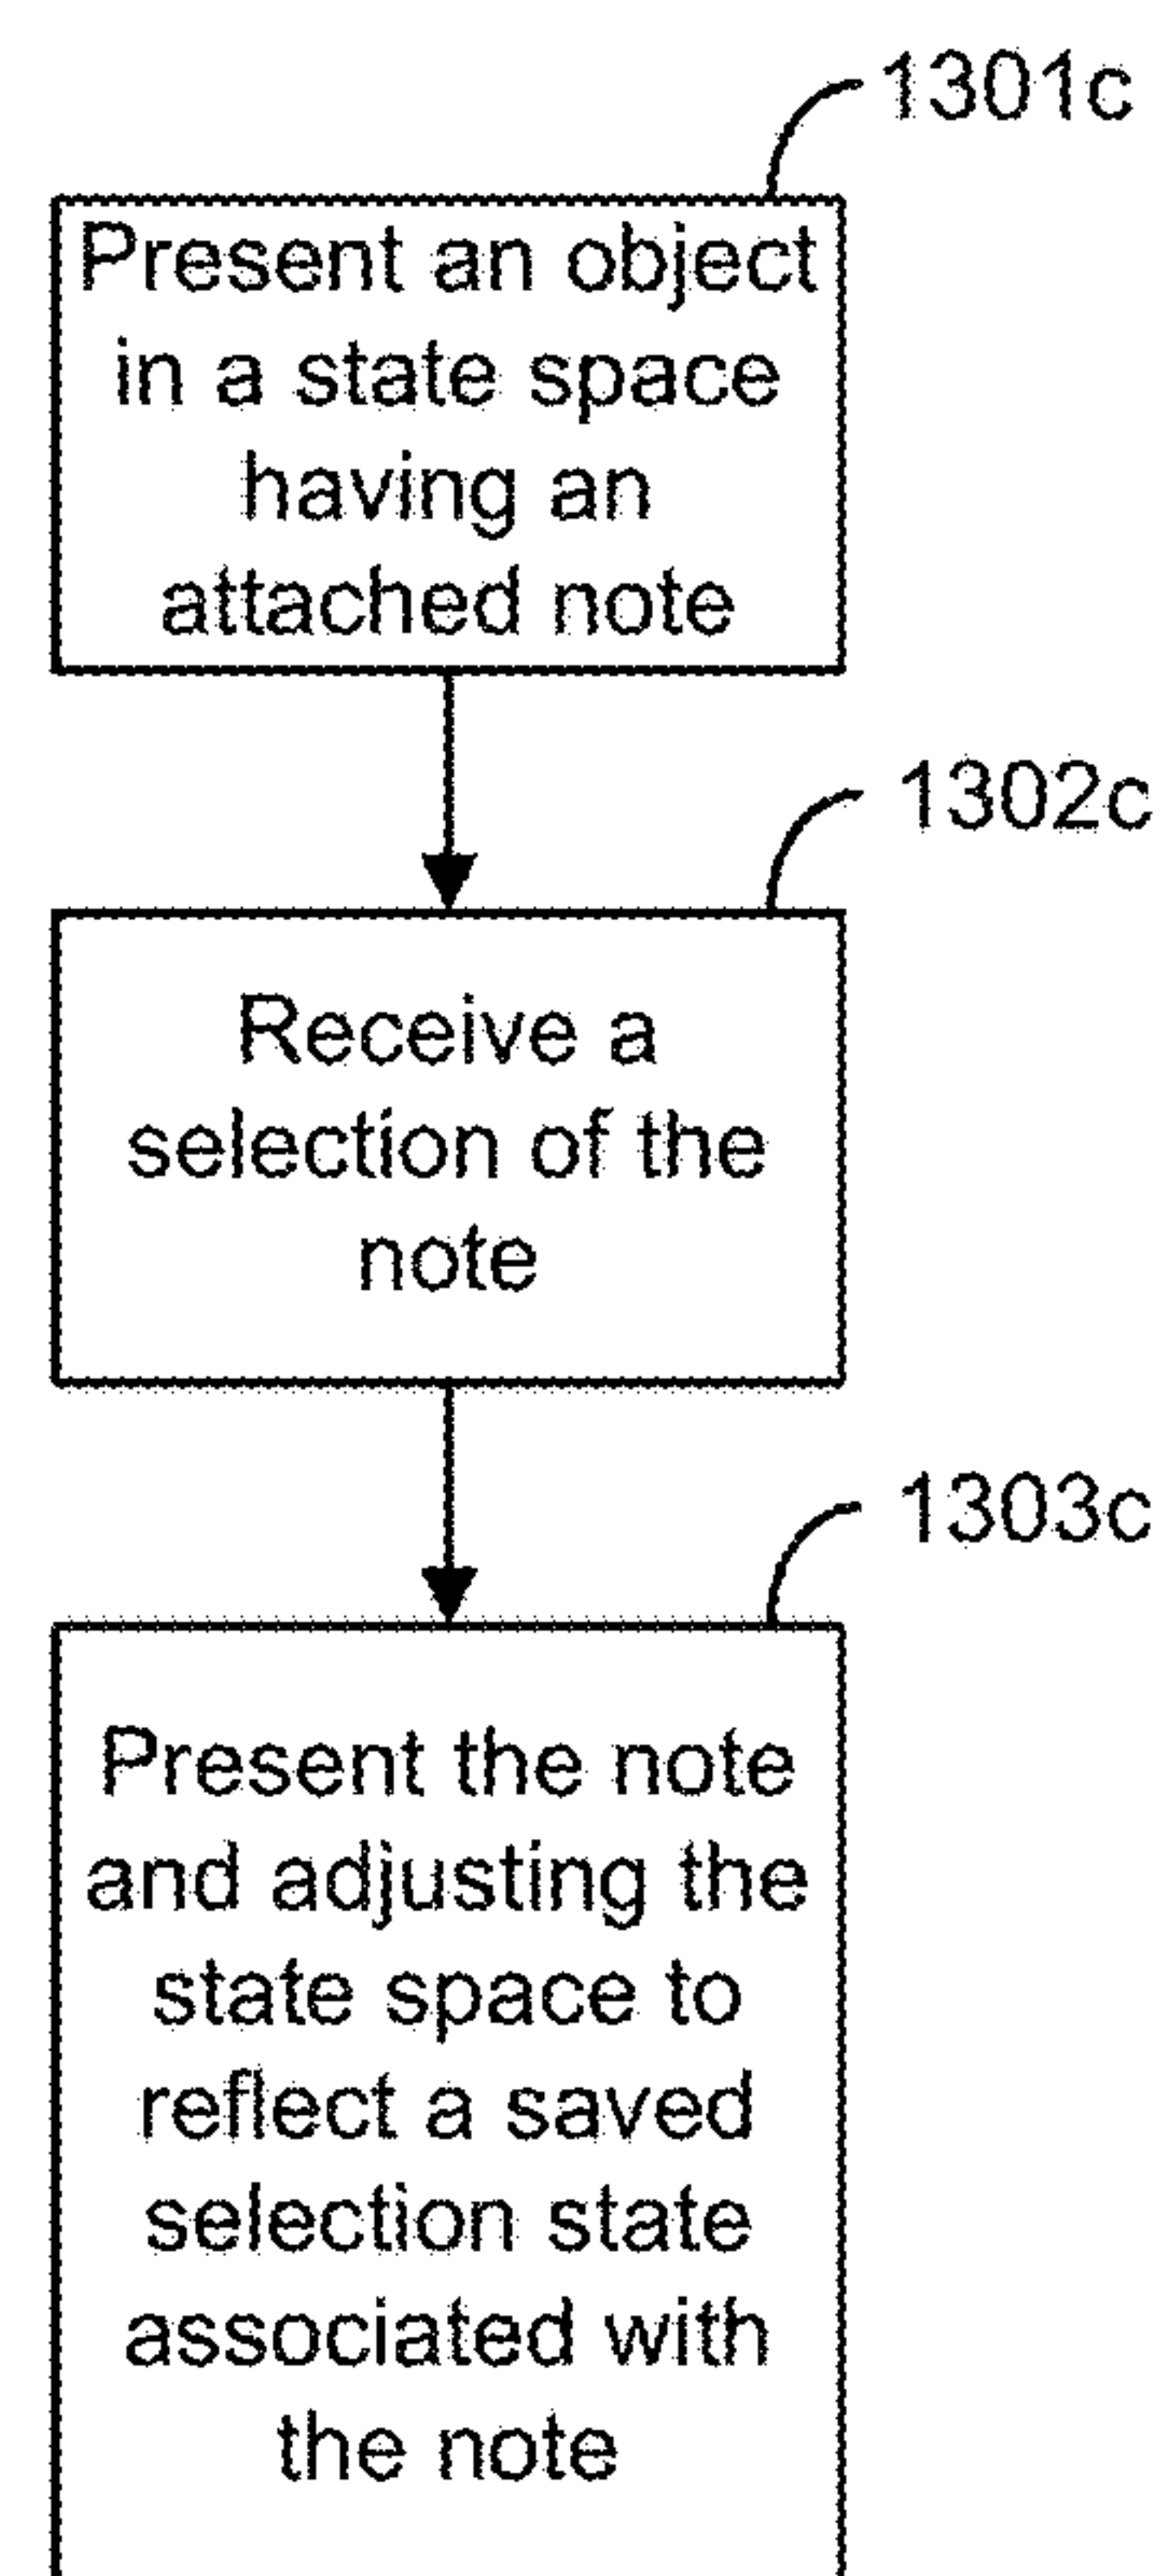 1301c
Present an object
in a state space
having an
attached note
1302c
Receive a
selection of the
note
1303c
Present the note
and adjusting the
state space to
reflect a saved
selection state
associated with
the note